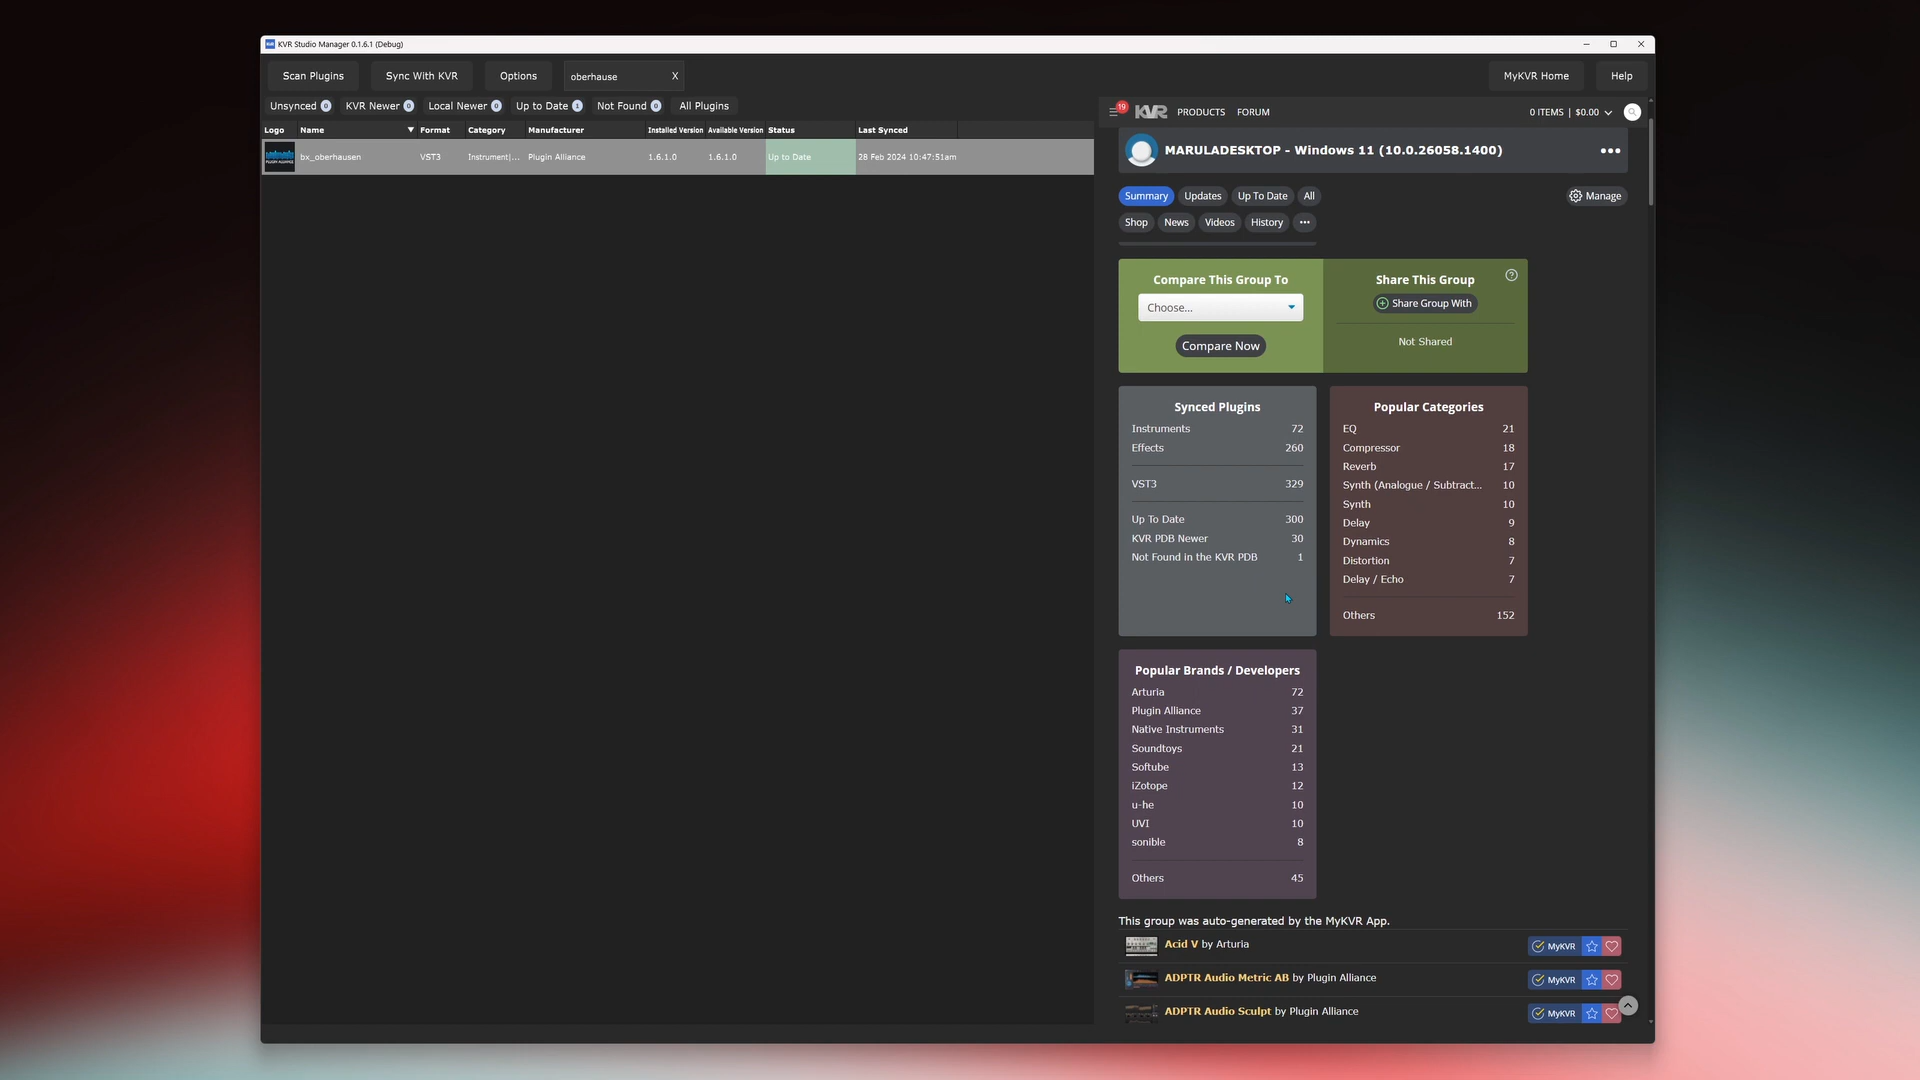 KVR Studio Manager 0.1.6.1 (Debug)
Scan Plugins
Sync With KVR
Options
oberhause
X
MyKVR Home
Help
Unsynced 0
KVR Newer 0
Local Newer 0
Up to Date 1
Not Found 0
All Plugins
Logo Name Format Category Manufacturer Installed Version Available Version Status Last Synced
bx_oberhausen VST3 Instrument|... Plugin Alliance 1.6.1.0 1.6.1.0 Up to Date 28 Feb 2024 10:47:51am
19 KVR PRODUCTS FORUM 0 ITEMS | $0.00
MARULADESKTOP - Windows 11 (10.0.26058.1400)
Summary Updates Up To Date All Manage
Shop News Videos History
Compare This Group To
Choose...
Compare Now
Share This Group
Share Group With
Not Shared
Synced Plugins
Instruments 72
Effects 260
VST3 329
Up To Date 300
KVR PDB Newer 30
Not Found in the KVR PDB 1
Popular Categories
EQ 21
Compressor 18
Reverb 17
Synth (Analogue / Subtract... 10
Synth 10
Delay 9
Dynamics 8
Distortion 7
Delay / Echo 7
Others 152
Popular Brands / Developers
Arturia 72
Plugin Alliance 37
Native Instruments 31
Soundtoys 21
Softube 13
iZotope 12
u-he 10
UVI 10
sonible 8
Others 45
This group was auto-generated by the MyKVR App.
Acid V by Arturia MyKVR
ADPTR Audio Metric AB by Plugin Alliance MyKVR
ADPTR Audio Sculpt by Plugin Alliance MyKVR